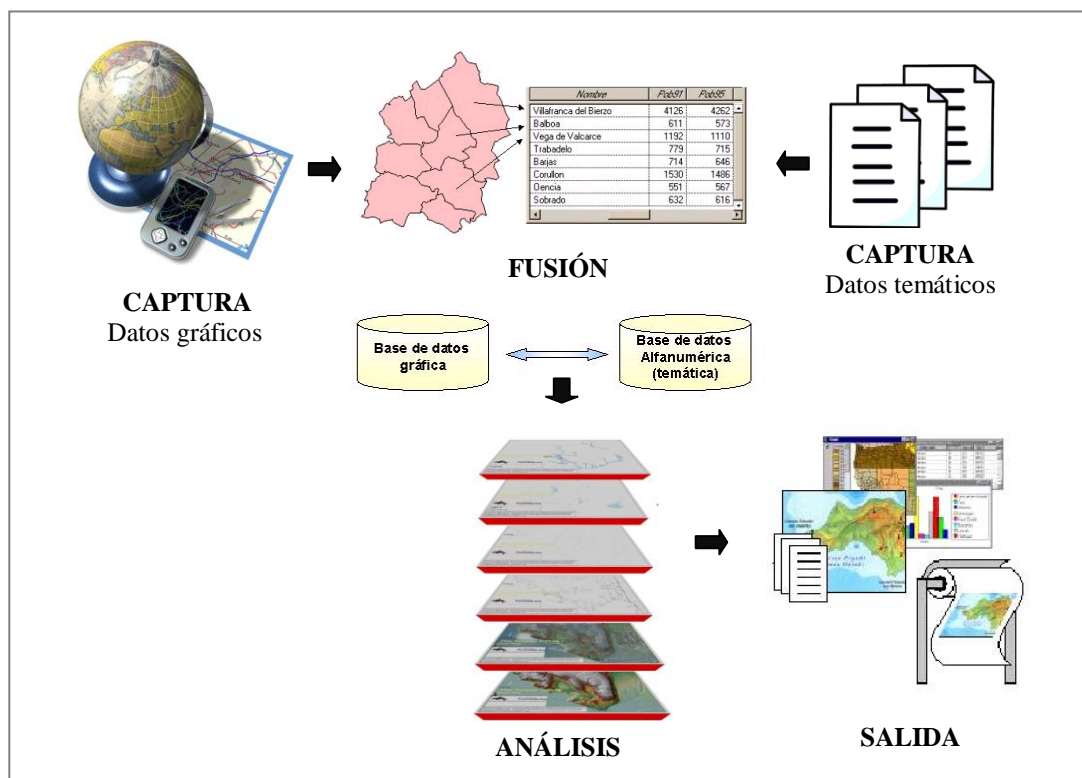 Nombre Pob91 Pob95
Villafranca del Bierzo 4126 4262
Balboa 611 573
Vega de Valcarce 1192 1110
Trabadelo 779 715
Barjas 714 646
Corullon 1530 1486
Oencia 551 567
Sobrado 632 616
FUSIÓN
CAPTURA
Datos gráficos
CAPTURA
Datos temáticos
Base de datos
gráfica
Base de datos
Alfanumérica
(temática)
ANÁLISIS
SALIDA